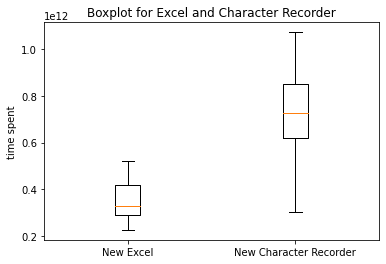 Boxplot for Excel and Character Recorder
1e12
1.0
0.8
0.6
0.4
0.2
time spent
New Excel
New Character Recorder